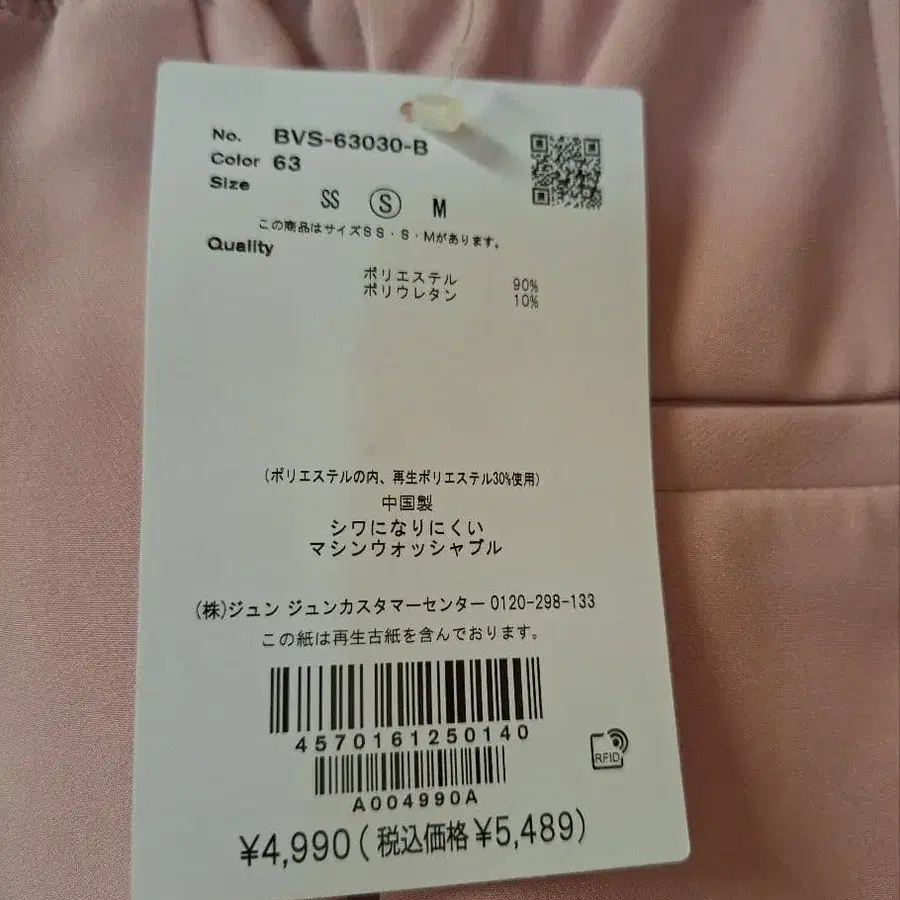 No. BVS-63030-B
Color 63
Size
SS S M
この商品はサイズSS・S・Mがあります。
Quality
ポリエステル 90%
ポリウレタン 10%
(ポリエステルの内、再生ポリエステル30%使用)
中国製
シワになりにくい
マシンウォッシャブル
(株)ジュン ジュンカスタマーセンター 0120-298-133
この紙は再生古紙を含んでおります。
4570161250140
RFID
A004990A
¥4,990(税込価格¥5,489)